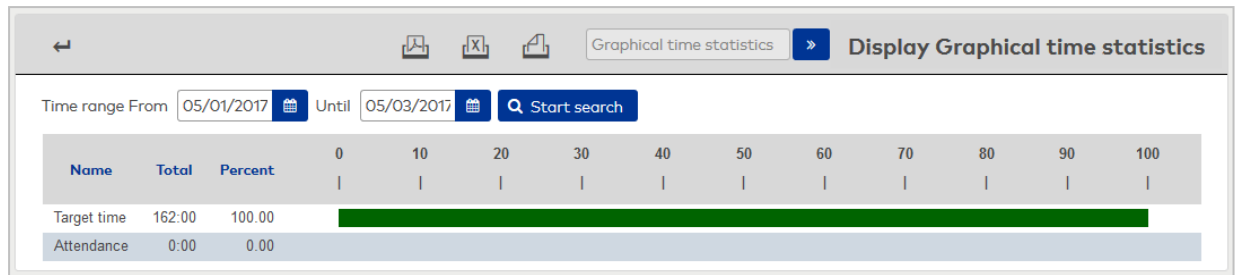 Graphical time statistics » Display Graphical time statistics
Time range From 05/01/2017 Until 05/03/2017 Start search
Name Total Percent 0 10 20 30 40 50 60 70 80 90 100
Target time 162:00 100.00
Attendance 0:00 0.00